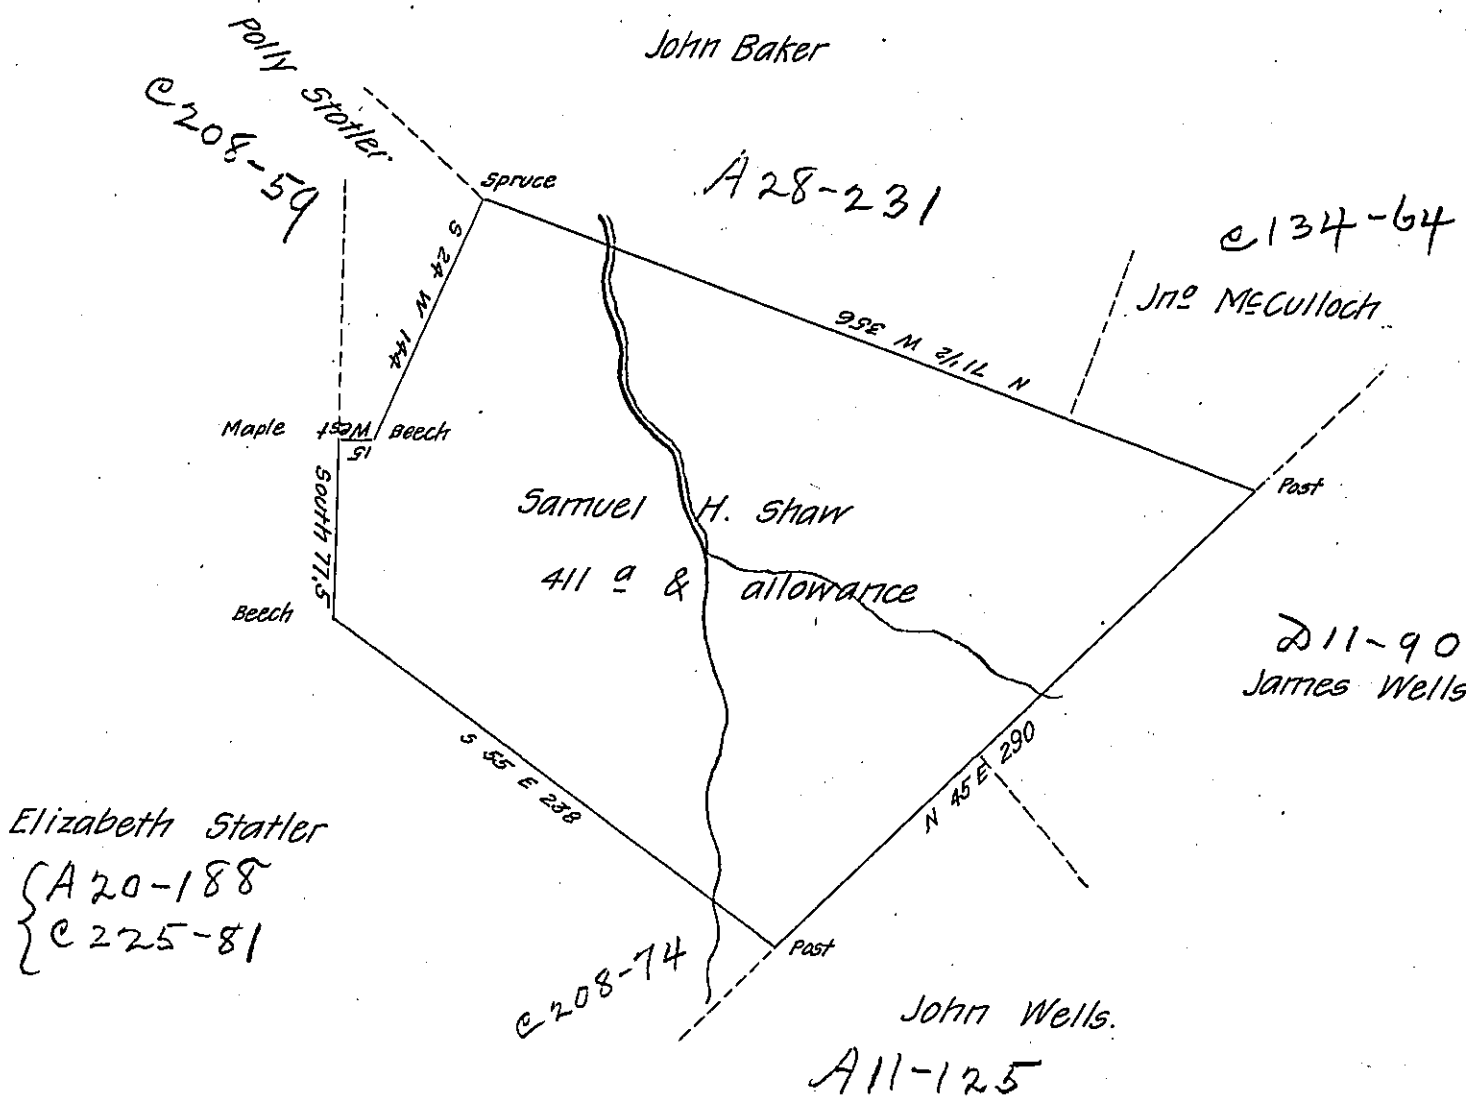 John Baker
Polly Stotler
C208-59
Spruce
A28-231
C134-64
Jnº McCulloch
S 24 W 144
N 71 1/2 W 356
Maple
West
15
Beech
South 77.5
Post
Samuel H. Shaw
411 a & allowance
Beech
D11-90
James Wells
S 55 E 238
N 45 E 290
Elizabeth Statler
A20-188
C225-81
Post
C208-74
John Wells.
A11-125